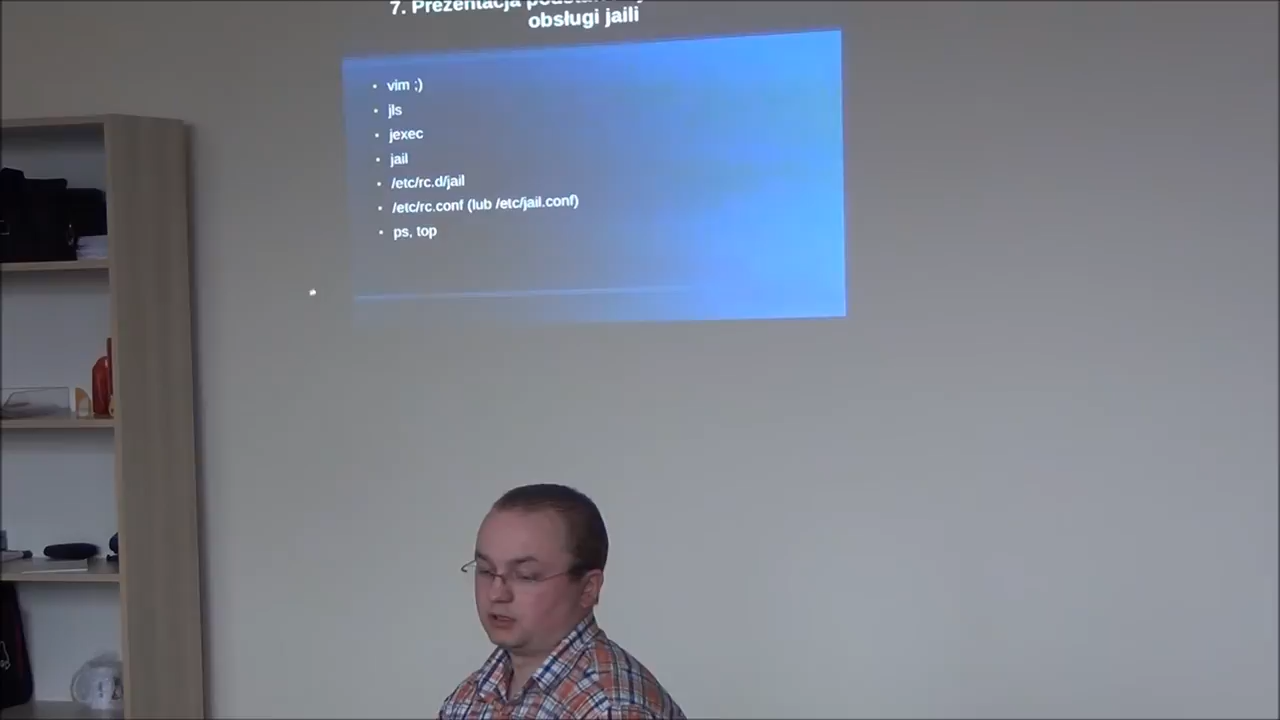 7. Prezentacja
obsługi jaili
• vim ;)
• jls
• jexec
• jail
• /etc/rc.d/jail
• /etc/rc.conf (lub /etc/jail.conf)
• ps, top